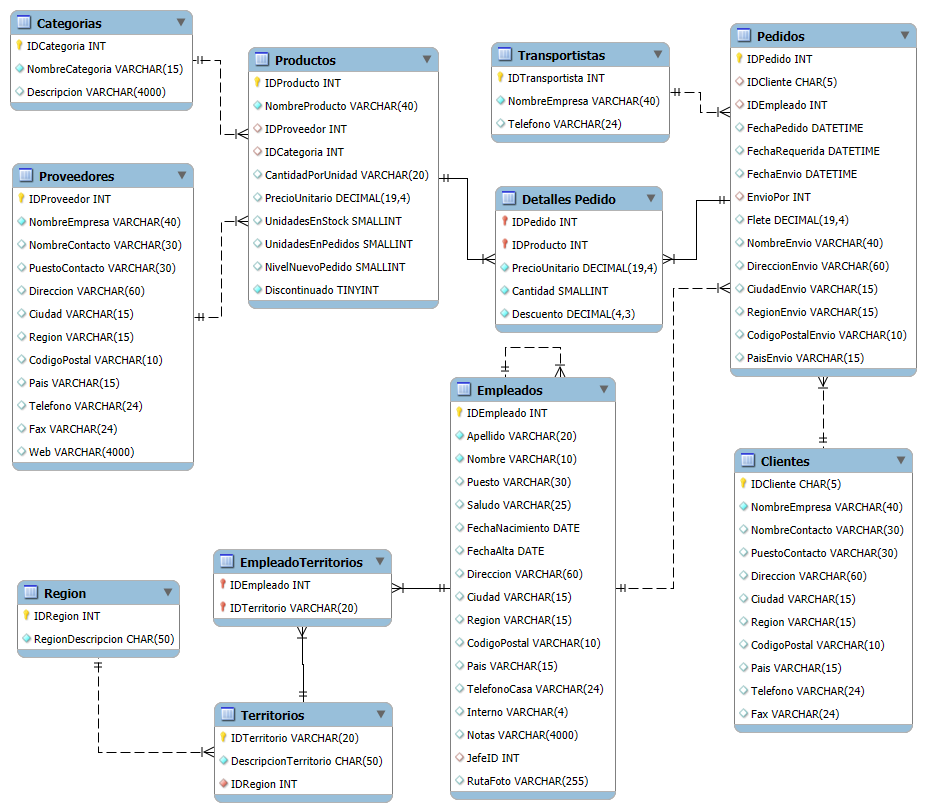 Categorias
IDCategoria INT
NombreCategoria VARCHAR(15)
Descripcion VARCHAR(4000)
Productos
IDProducto INT
NombreProducto VARCHAR(40)
IDProveedor INT
IDCategoria INT
CantidadPorUnidad VARCHAR(20)
PrecioUnitario DECIMAL(19,4)
UnidadesEnStock SMALLINT
UnidadesEnPedidos SMALLINT
NivelNuevoPedido SMALLINT
Discontinuado TINYINT
Transportistas
IDTransportista INT
NombreEmpresa VARCHAR(40)
Telefono VARCHAR(24)
Pedidos
IDPedido INT
IDCliente CHAR(5)
IDEmpleado INT
FechaPedido DATETIME
FechaRequerida DATETIME
FechaEnvio DATETIME
EnvioPor INT
Flete DECIMAL(19,4)
NombreEnvio VARCHAR(40)
DireccionEnvio VARCHAR(60)
CiudadEnvio VARCHAR(15)
RegionEnvio VARCHAR(15)
CodigoPostalEnvio VARCHAR(10)
PaisEnvio VARCHAR(15)
Proveedores
IDProveedor INT
NombreEmpresa VARCHAR(40)
NombreContacto VARCHAR(30)
PuestoContacto VARCHAR(30)
Direccion VARCHAR(60)
Ciudad VARCHAR(15)
Region VARCHAR(15)
CodigoPostal VARCHAR(10)
Pais VARCHAR(15)
Telefono VARCHAR(24)
Fax VARCHAR(24)
Web VARCHAR(4000)
Detalles Pedido
IDPedido INT
IDProducto INT
PrecioUnitario DECIMAL(19,4)
Cantidad SMALLINT
Descuento DECIMAL(4,3)
Empleados
IDEmpleado INT
Apellido VARCHAR(20)
Nombre VARCHAR(10)
Puesto VARCHAR(30)
Saludo VARCHAR(25)
FechaNacimiento DATE
FechaAlta DATE
Direccion VARCHAR(60)
Ciudad VARCHAR(15)
Region VARCHAR(15)
CodigoPostal VARCHAR(10)
Pais VARCHAR(15)
TelefonoCasa VARCHAR(24)
Interno VARCHAR(4)
Notas VARCHAR(4000)
JefeID INT
RutaFoto VARCHAR(255)
Clientes
IDCliente CHAR(5)
NombreEmpresa VARCHAR(40)
NombreContacto VARCHAR(30)
PuestoContacto VARCHAR(30)
Direccion VARCHAR(60)
Ciudad VARCHAR(15)
Region VARCHAR(15)
CodigoPostal VARCHAR(10)
Pais VARCHAR(15)
Telefono VARCHAR(24)
Fax VARCHAR(24)
EmpleadoTerritorios
IDEmpleado INT
IDTerritorio VARCHAR(20)
Region
IDRegion INT
RegionDescripcion CHAR(50)
Territorios
IDTerritorio VARCHAR(20)
DescripcionTerritorio CHAR(50)
IDRegion INT